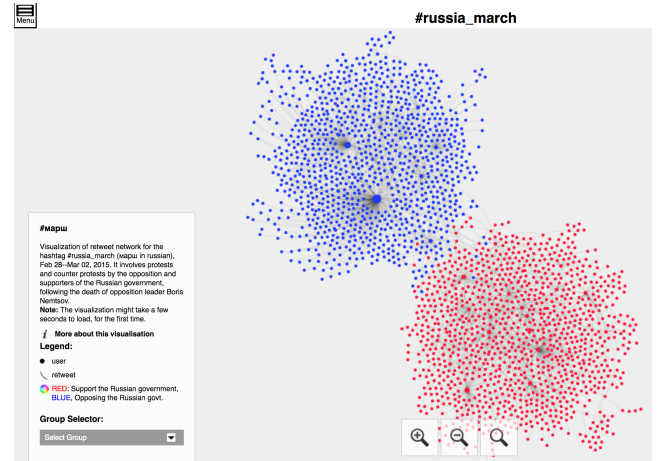 Menu
#russia_march
#марш
Visualization of retweet network for the
hashtag #russia_march (марш in russian),
Feb 28–Mar 02, 2015. It involves protests
and counter protests by the opposition and
supporters of the Russian government,
following the death of opposition leader Boris
Nemtsov.
Note: The visualization might take a few
seconds to load, for the first time.
i More about this visualisation
Legend:
user
retweet
RED: Support the Russian government,
BLUE, Opposing the Russian govt.
Group Selector:
Select Group